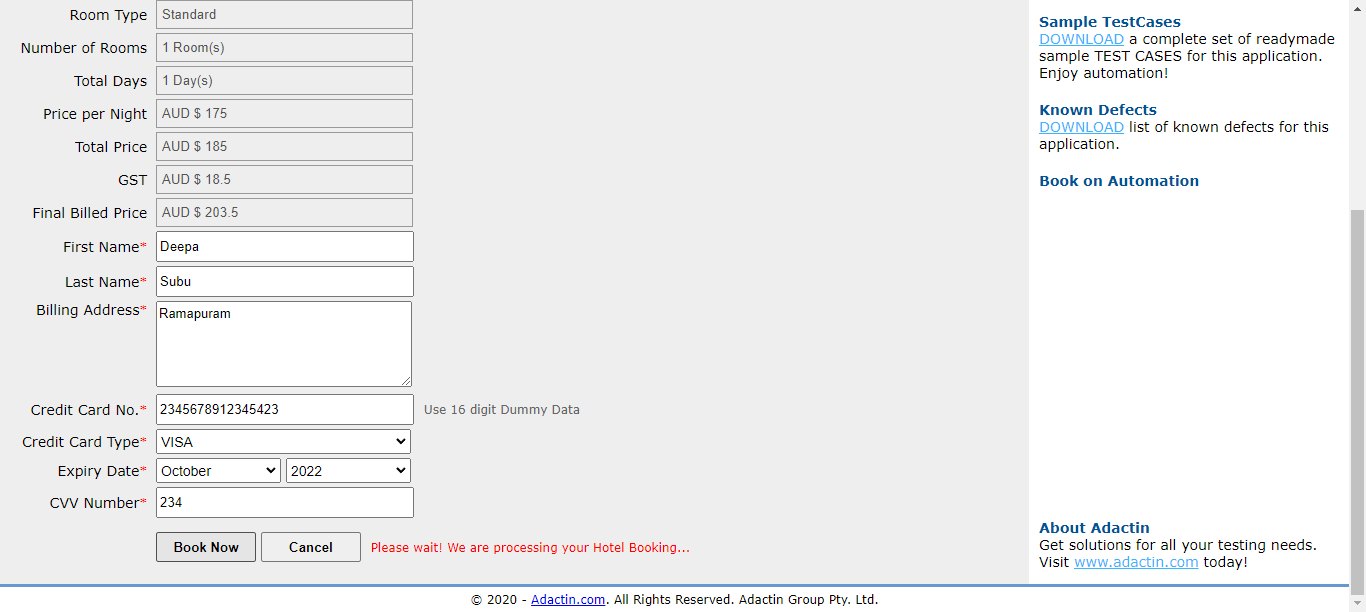 Room Type Standard
Number of Rooms 1 Room(s)
Total Days 1 Day(s)
Price per Night AUD $ 175
Total Price AUD $ 185
GST AUD $ 18.5
Final Billed Price AUD $ 203.5
First Name* Deepa
Last Name* Subu
Billing Address* Ramapuram
Credit Card No.* 2345678912345423 Use 16 digit Dummy Data
Credit Card Type* VISA
Expiry Date* October 2022
CVV Number* 234
Book Now Cancel Please wait! We are processing your Hotel Booking...
Sample TestCases
DOWNLOAD a complete set of readymade
sample TEST CASES for this application.
Enjoy automation!
Known Defects
DOWNLOAD list of known defects for this
application.
Book on Automation
About Adactin
Get solutions for all your testing needs.
Visit www.adactin.com today!
© 2020 - Adactin.com. All Rights Reserved. Adactin Group Pty. Ltd.